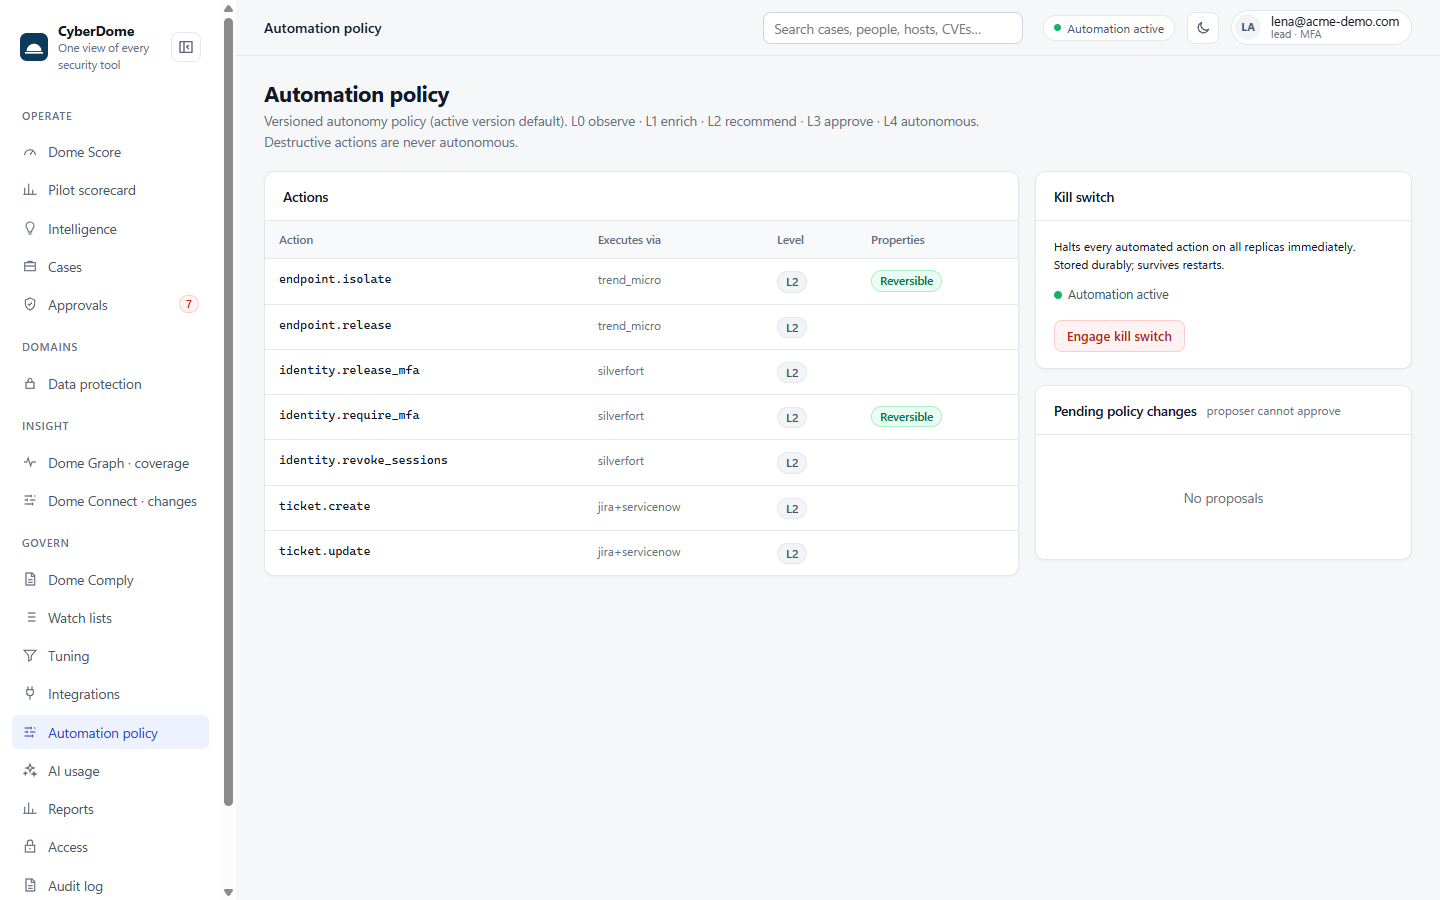 CyberDome
One view of every
security tool
OPERATE
Dome Score
Pilot scorecard
Intelligence
Cases
Approvals 7
DOMAINS
Data protection
INSIGHT
Dome Graph · coverage
Dome Connect · changes
GOVERN
Dome Comply
Watch lists
Tuning
Integrations
Automation policy
AI usage
Reports
Access
Audit log
Automation policy
Search cases, people, hosts, CVEs...
Automation active
LA
lena@acme-demo.com
lead · MFA
Automation policy
Versioned autonomy policy (active version default). L0 observe · L1 enrich · L2 recommend · L3 approve · L4 autonomous.
Destructive actions are never autonomous.
Actions
Action Executes via Level Properties
endpoint.isolate trend_micro L2 Reversible
endpoint.release trend_micro L2
identity.release_mfa silverfort L2
identity.require_mfa silverfort L2 Reversible
identity.revoke_sessions silverfort L2
ticket.create jira+servicenow L2
ticket.update jira+servicenow L2
Kill switch
Halts every automated action on all replicas immediately.
Stored durably; survives restarts.
Automation active
Engage kill switch
Pending policy changes proposer cannot approve
No proposals